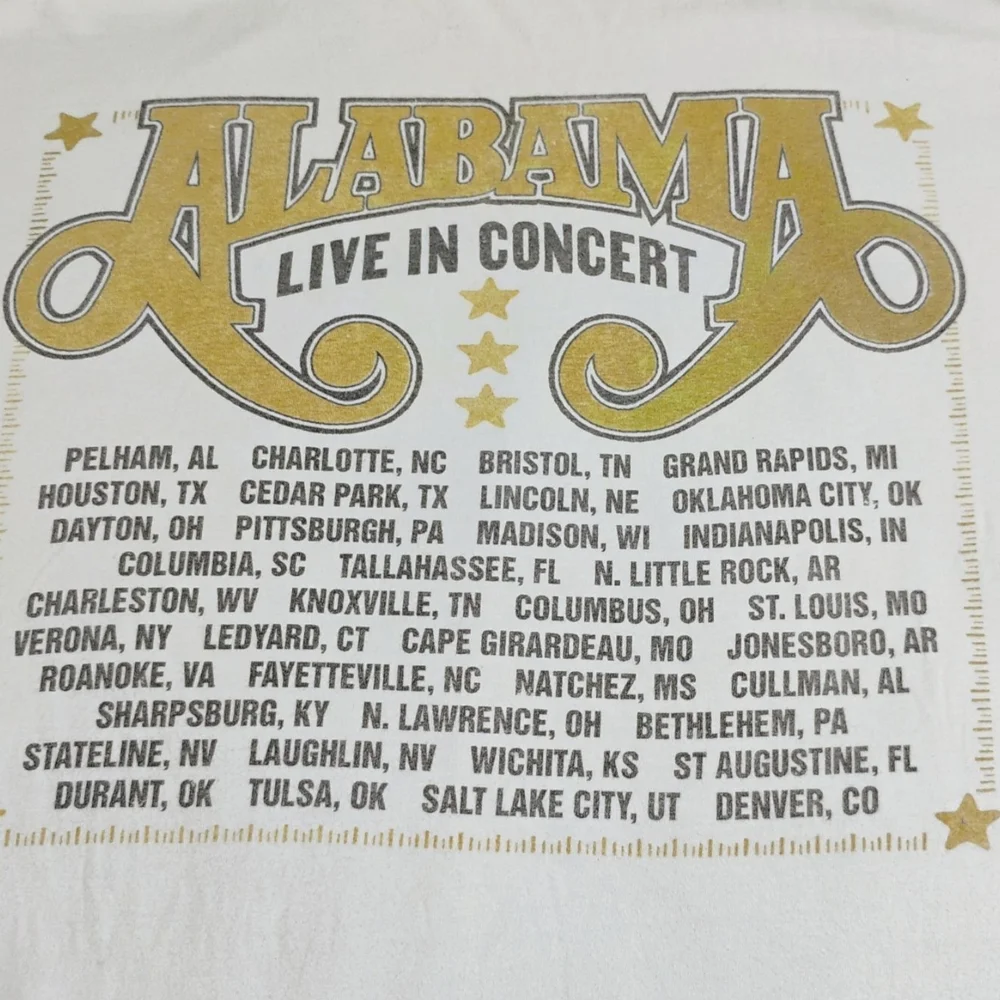 ALABAMA
LIVE IN CONCERT
PELHAM, AL CHARLOTTE, NC BRISTOL, TN GRAND RAPIDS, MI
HOUSTON, TX CEDAR PARK, TX LINCOLN, NE OKLAHOMA CITY, OK
DAYTON, OH PITTSBURGH, PA MADISON, WI INDIANAPOLIS, IN
COLUMBIA, SC TALLAHASSEE, FL N. LITTLE ROCK, AR
CHARLESTON, WV KNOXVILLE, TN COLUMBUS, OH ST. LOUIS, MO
VERONA, NY LEDYARD, CT CAPE GIRARDEAU, MO JONESBORO, AR
ROANOKE, VA FAYETTEVILLE, NC NATCHEZ, MS CULLMAN, AL
SHARPSBURG, KY N. LAWRENCE, OH BETHLEHEM, PA
STATELINE, NV LAUGHLIN, NV WICHITA, KS ST AUGUSTINE, FL
DURANT, OK TULSA, OK SALT LAKE CITY, UT DENVER, CO